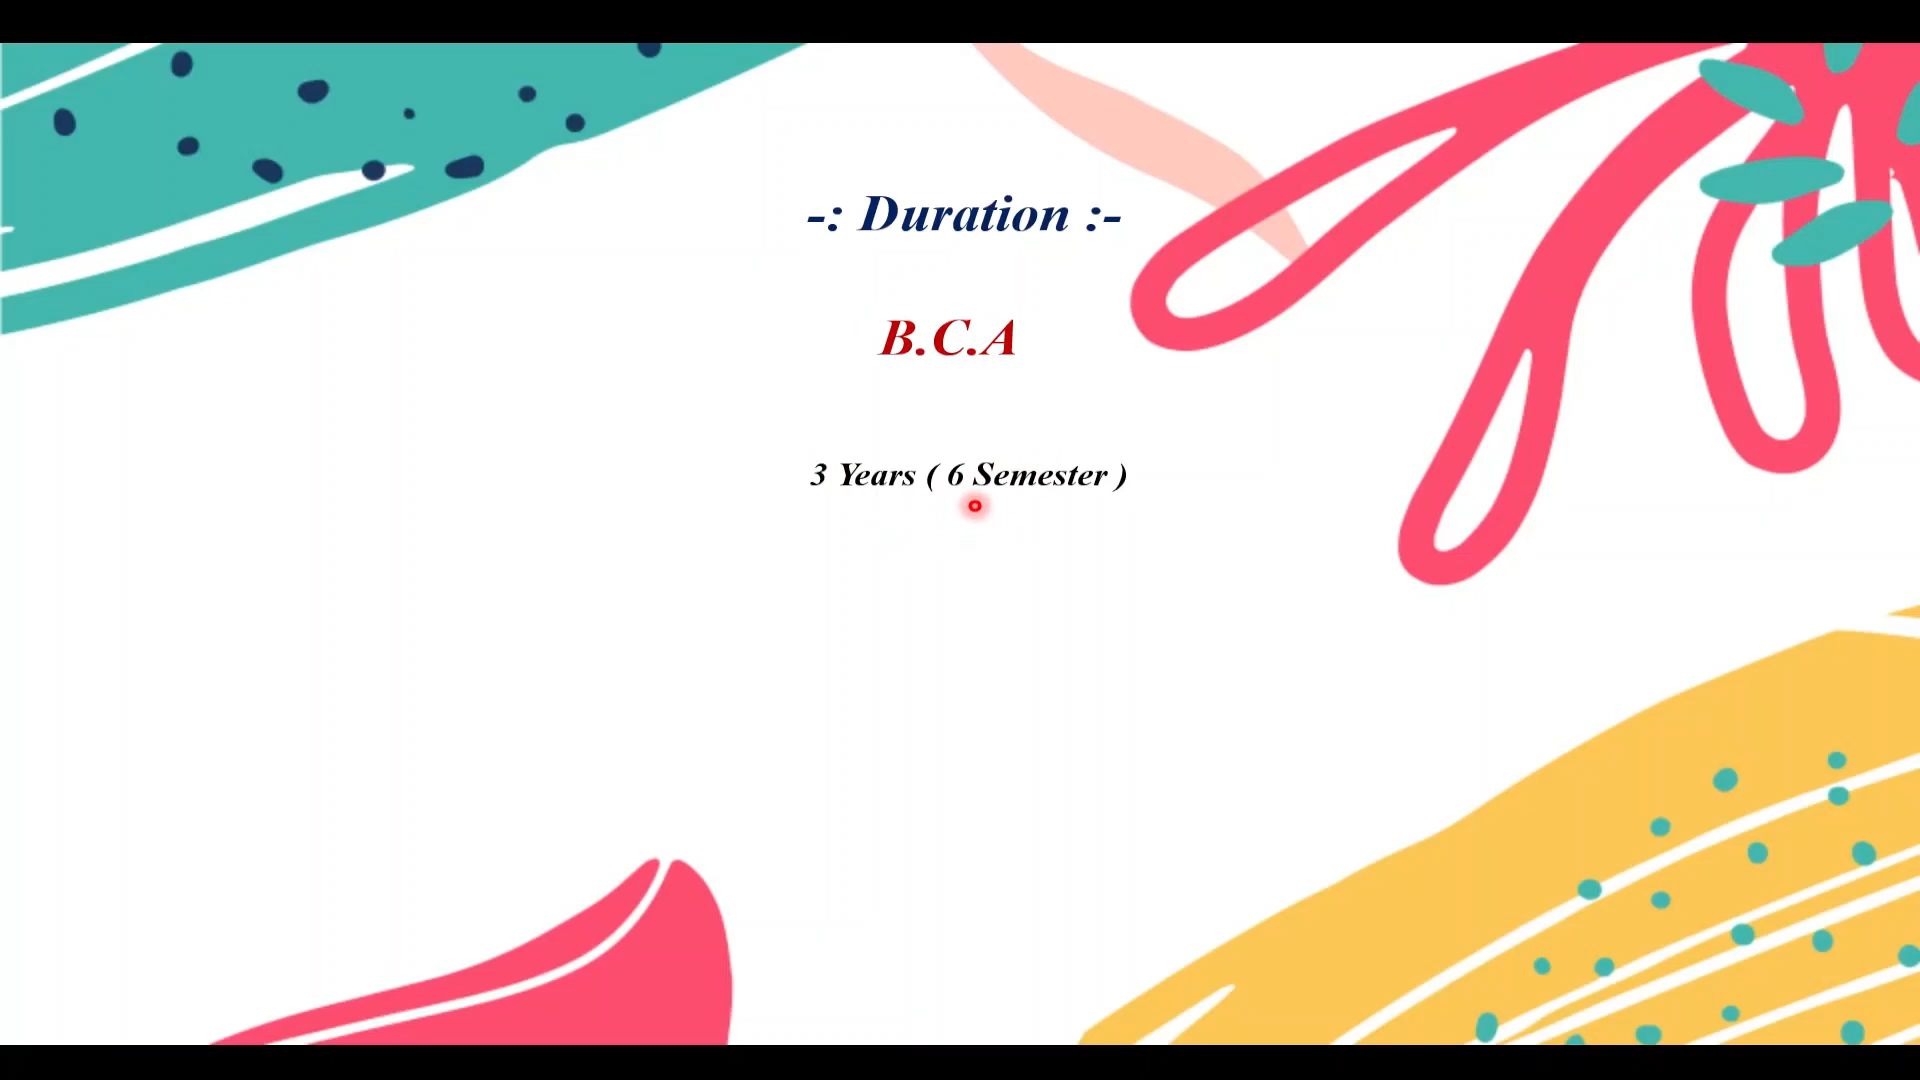 -: Duration :-
B.C.A
3 Years ( 6 Semester )